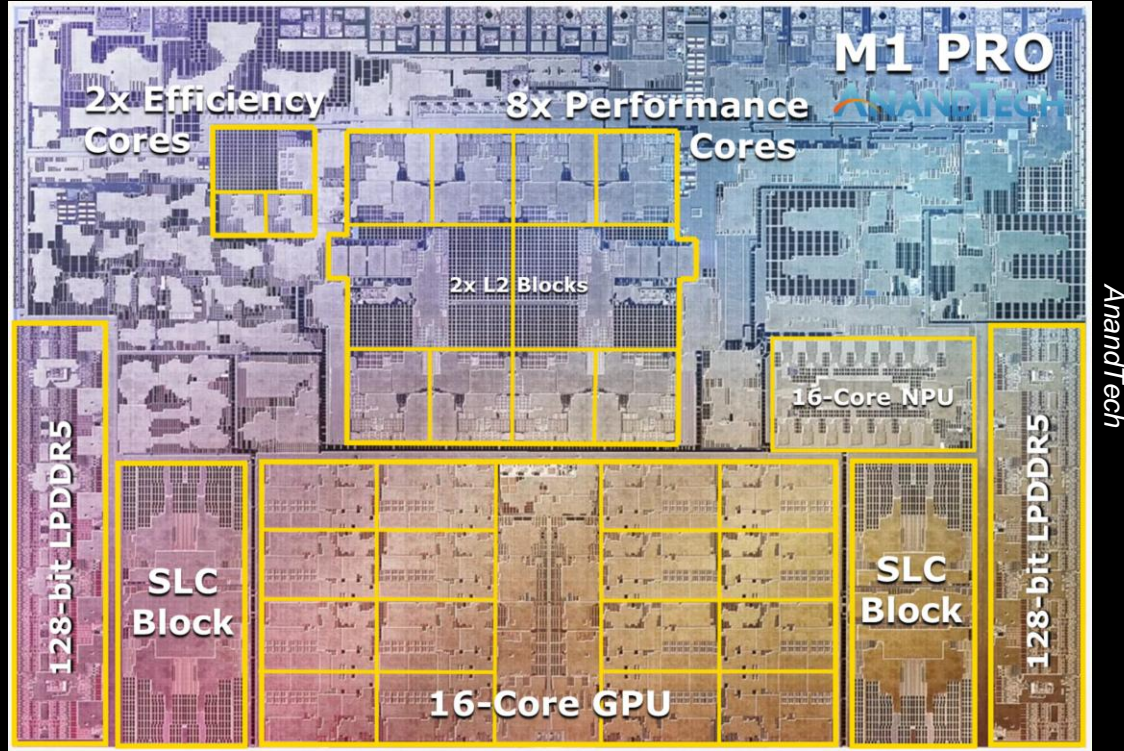 M1 PRO
ANANDTECH
2x Efficiency
Cores
8x Performance
Cores
2x L2 Blocks
16-Core NPU
128-bit LPDDR5
SLC
Block
16-Core GPU
SLC
Block
128-bit LPDDR5
AnandTech